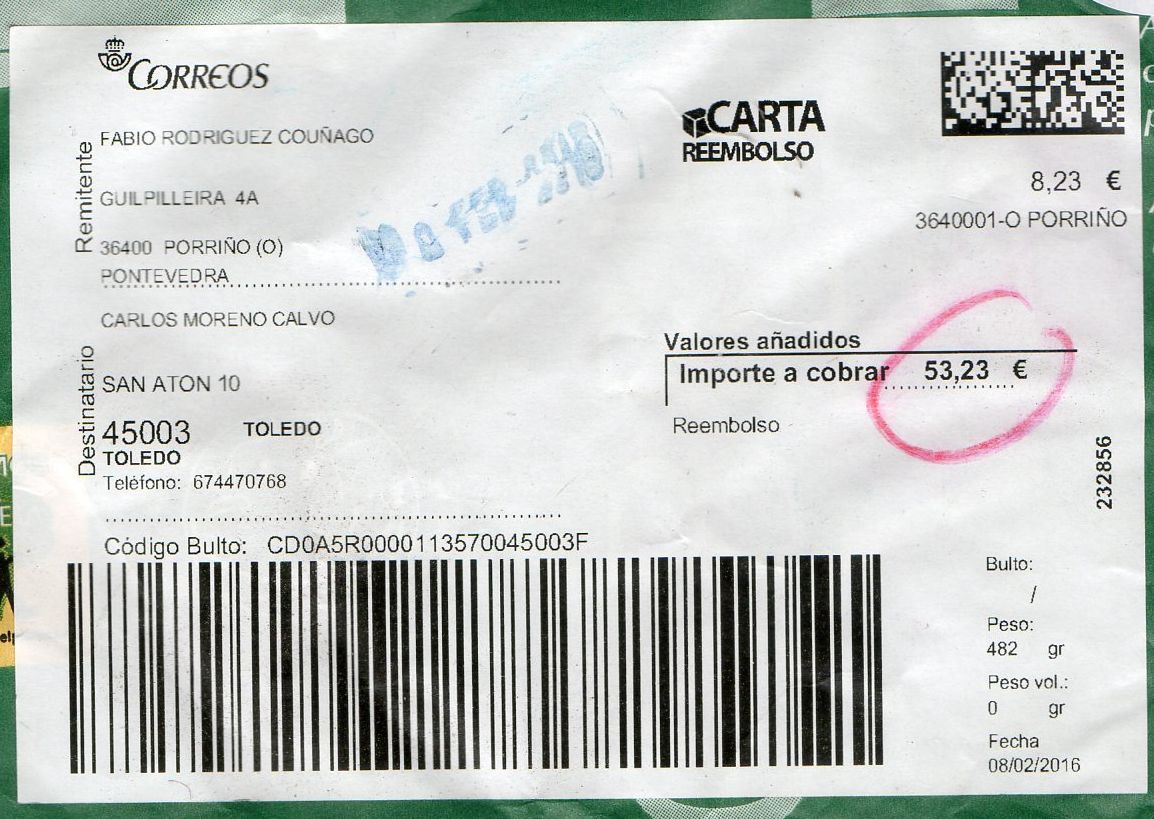 CORREOS
Remitente
FABIO RODRIGUEZ COUÑAGO
GUILPILLEIRA 4A
36400 PORRIÑO (O)
PONTEVEDRA
Destinatario
CARLOS MORENO CALVO
SAN ATON 10
45003 TOLEDO
TOLEDO
Teléfono: 674470768
Código Bulto: CD0A5R0000113570045003F
CARTA
REEMBOLSO
8,23 €
3640001-O PORRIÑO
Valores añadidos
Importe a cobrar 53,23 €
Reembolso
232856
Bulto:
/
Peso:
482 gr
Peso vol.:
0 gr
Fecha
08/02/2016
FEB